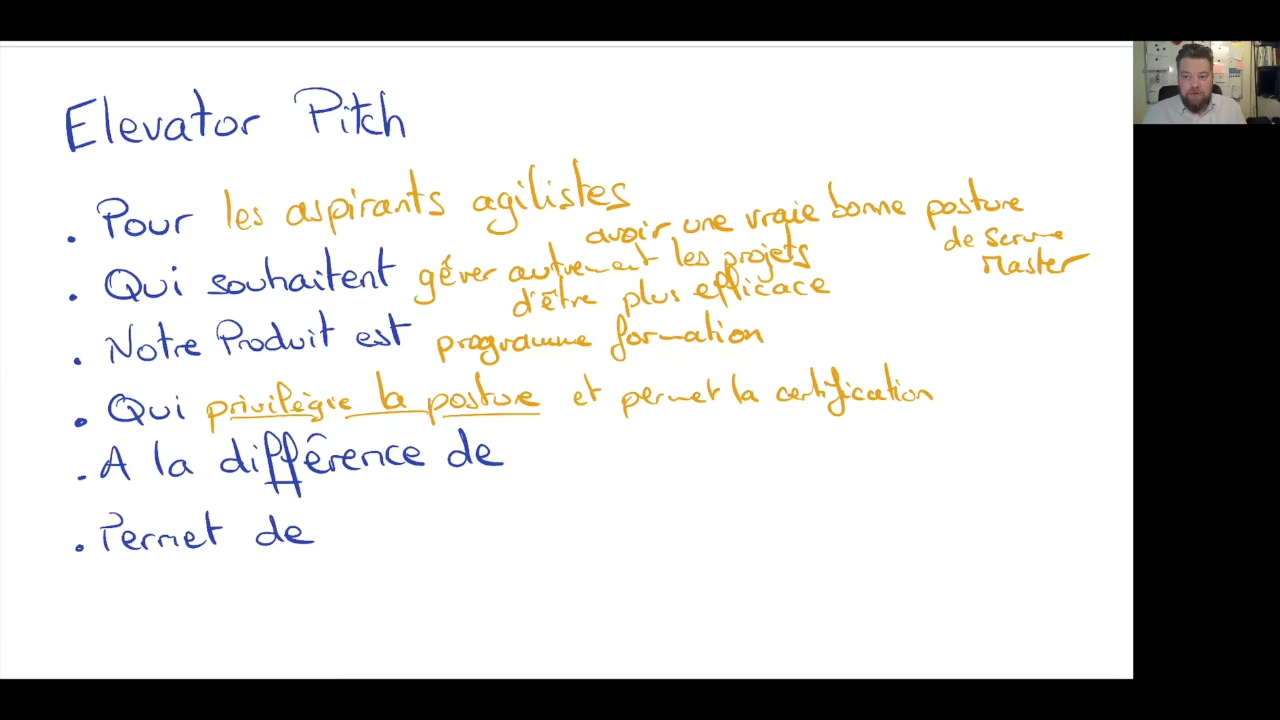 Elevator Pitch
. Pour les aspirants agilistes
avoir une vraie bonne posture
de Scrum
Master
. Qui souhaitent gérer autrement les projets
d'être plus efficace
. Notre Produit est programme formation
. Qui privilègre la posture et permet la certification
. A la différence de
. Permet de